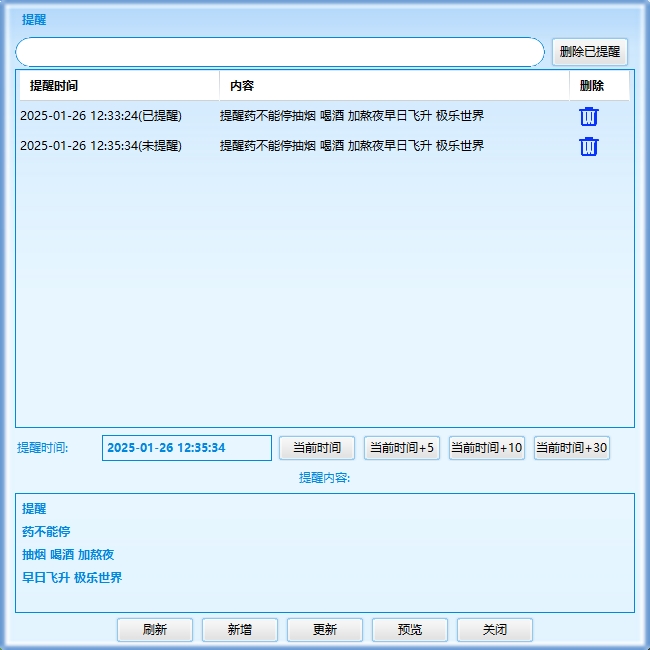 提醒
删除已提醒
提醒时间 内容 删除
2025-01-26 12:33:24(已提醒) 提醒药不能停抽烟 喝酒 加熬夜早日飞升 极乐世界
2025-01-26 12:35:34(未提醒) 提醒药不能停抽烟 喝酒 加熬夜早日飞升 极乐世界
提醒时间: 2025-01-26 12:35:34 当前时间 当前时间+5 当前时间+10 当前时间+30
提醒内容:
提醒
药不能停
抽烟 喝酒 加熬夜
早日飞升 极乐世界
刷新 新增 更新 预览 关闭